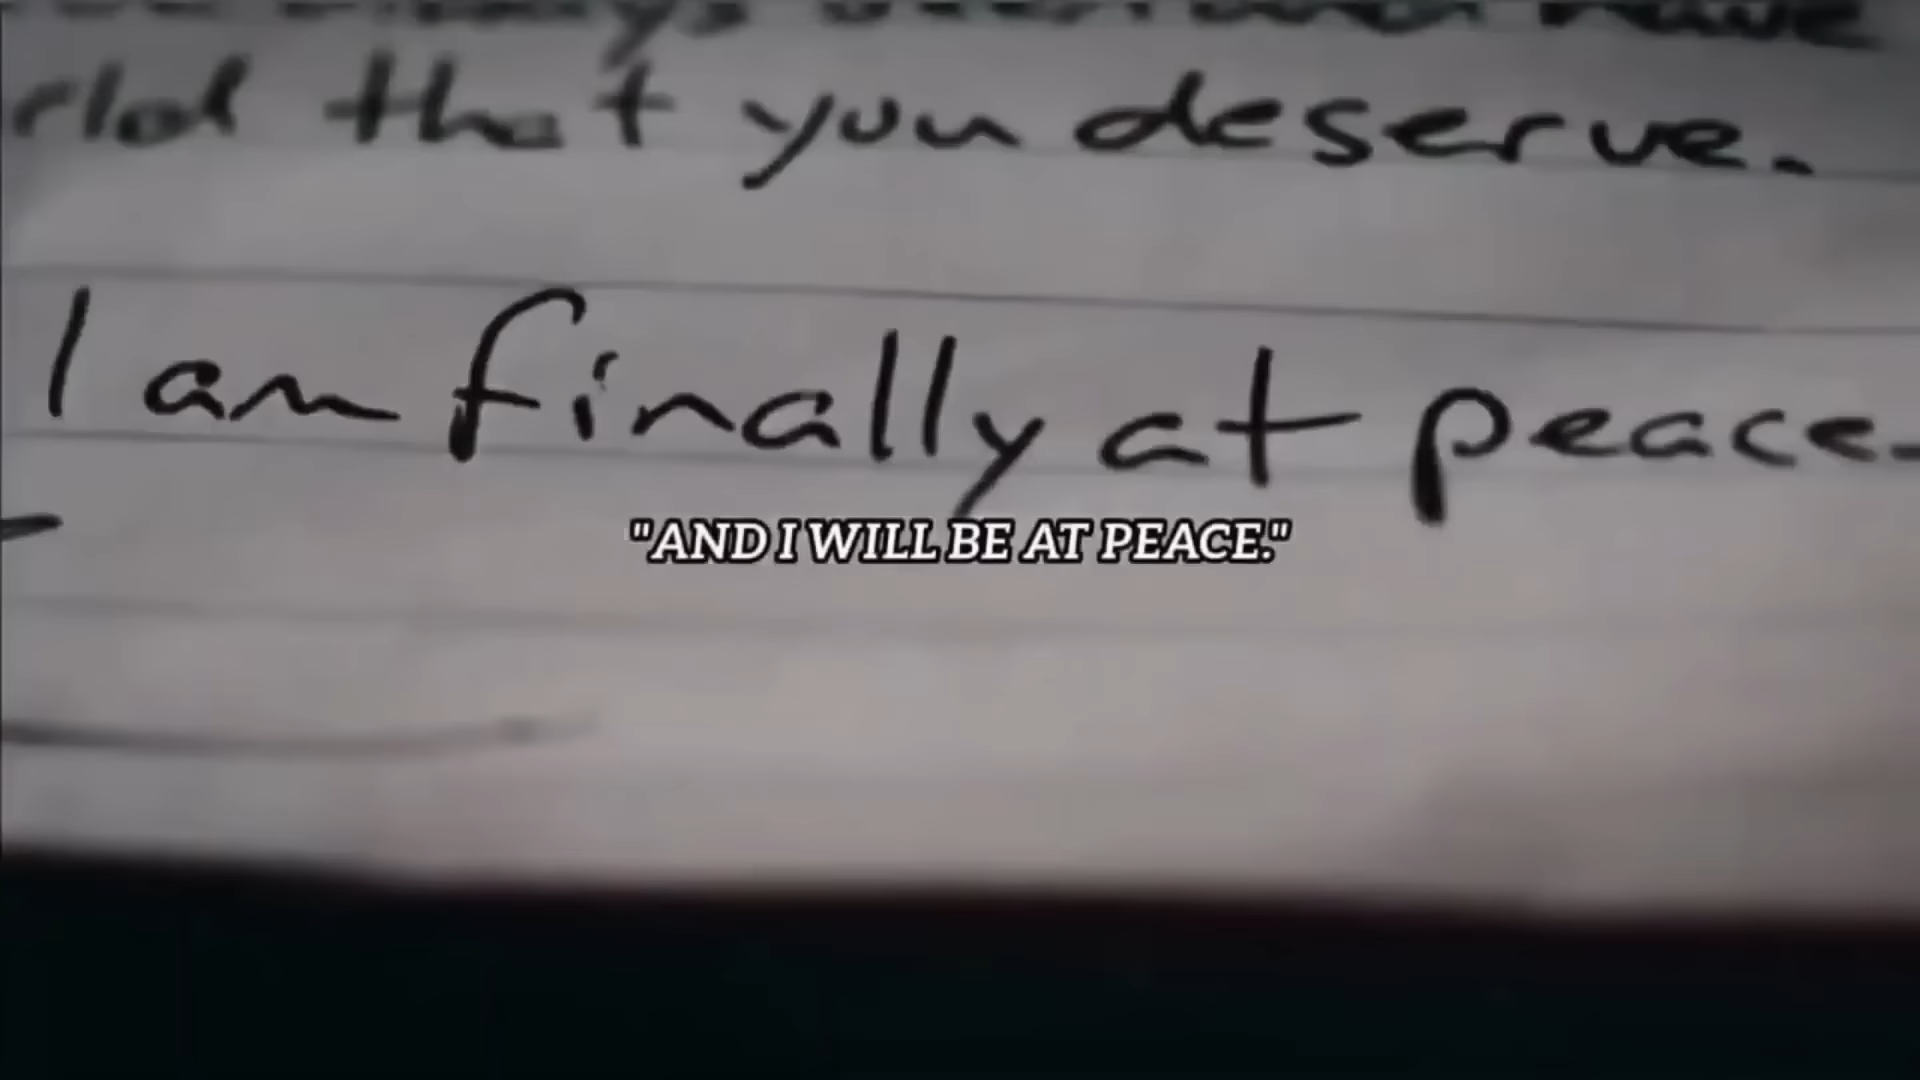 that you deserve.
I am finally at peace.
"AND I WILL BE AT PEACE."